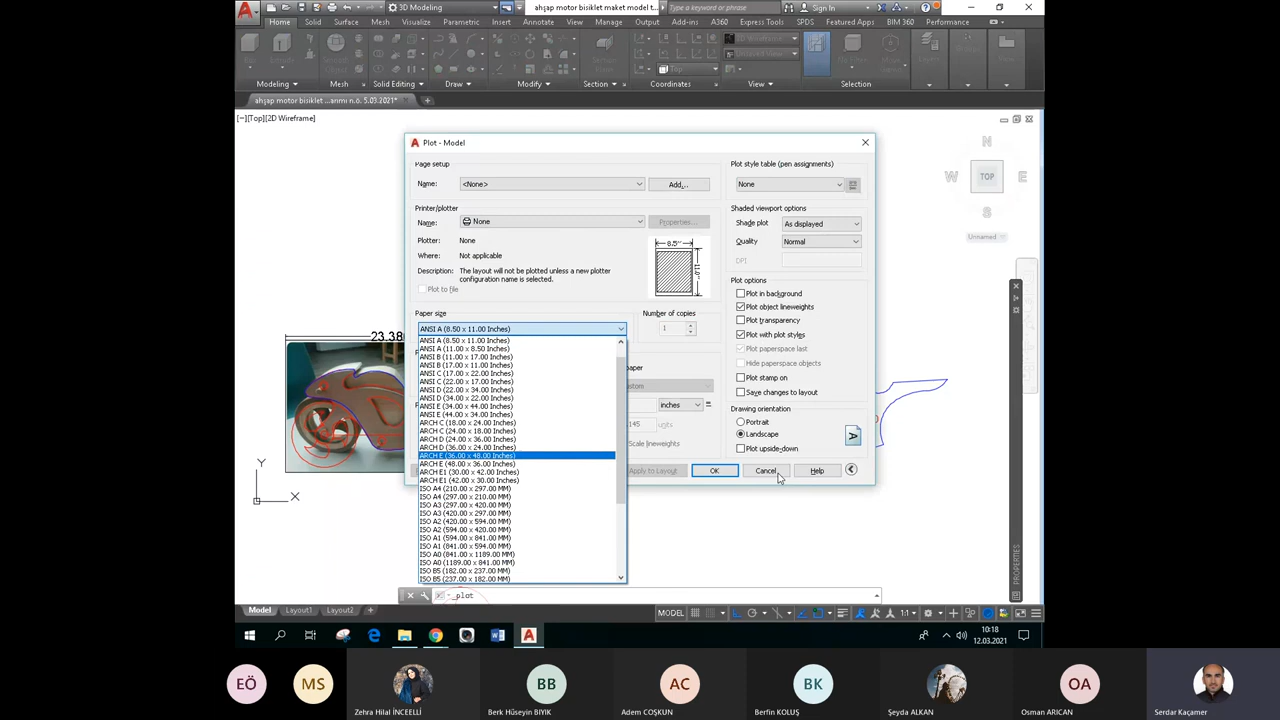 ahşap motor bisiklet maket model t...
3D Modeling
Type a keyword or phrase
Home Solid Surface Mesh Visualize Parametric Insert Annotate View Manage Output Add-ins A360 Express Tools SPDS Featured Apps BIM 360 Performance
Top
Modeling Mesh Solid Editing Draw Modify Section Coordinates View Selection
ahşap motor bisiklet ...arımı n.ö. 5.03.2021*
[−][Top][2D Wireframe]
N
W TOP E
S
Unnamed
Plot - Model
Page setup
Name: <None> Add...
Printer/plotter
Name: None Properties...
Plotter: None
Where: Not applicable
Description: The layout will not be plotted unless a new plotter
configuration name is selected.
Plot to file
8.5''
11.0''
Paper size
ANSI A (8.50 x 11.00 Inches)
Number of copies
1
ANSI A (8.50 x 11.00 Inches)
ANSI A (11.00 x 8.50 Inches)
ANSI B (11.00 x 17.00 Inches)
ANSI B (17.00 x 11.00 Inches)
ANSI C (17.00 x 22.00 Inches)
ANSI C (22.00 x 17.00 Inches)
ANSI D (22.00 x 34.00 Inches)
ANSI D (34.00 x 22.00 Inches)
ANSI E (34.00 x 44.00 Inches)
ANSI E (44.00 x 34.00 Inches)
ARCH C (18.00 x 24.00 Inches)
ARCH C (24.00 x 18.00 Inches)
ARCH D (24.00 x 36.00 Inches)
ARCH D (36.00 x 24.00 Inches)
ARCH E (36.00 x 48.00 Inches)
ARCH E (48.00 x 36.00 Inches)
ARCH E1 (30.00 x 42.00 Inches)
ARCH E1 (42.00 x 30.00 Inches)
ISO A4 (210.00 x 297.00 MM)
ISO A4 (297.00 x 210.00 MM)
ISO A3 (297.00 x 420.00 MM)
ISO A3 (420.00 x 297.00 MM)
ISO A2 (420.00 x 594.00 MM)
ISO A2 (594.00 x 420.00 MM)
ISO A1 (594.00 x 841.00 MM)
ISO A1 (841.00 x 594.00 MM)
ISO A0 (841.00 x 1189.00 MM)
ISO A0 (1189.00 x 841.00 MM)
ISO B5 (182.00 x 237.00 MM)
ISO B5 (237.00 x 182.00 MM)
inches =
units
Scale lineweights
Apply to Layout OK Cancel Help
Plot style table (pen assignments)
None
Shaded viewport options
Shade plot As displayed
Quality Normal
DPI
Plot options
Plot in background
Plot object lineweights
Plot transparency
Plot with plot styles
Plot paperspace last
Hide paperspace objects
Plot stamp on
Save changes to layout
Drawing orientation
Portrait
Landscape
Plot upside-down
A
Y
X
PROPERTIES
_plot
Model Layout1 Layout2
MODEL 1:1
10:18
12.03.2021
EÖ MS BB AC BK OA
Zehra Hilal İNCEELLİ Berk Hüseyin BIYIK Adem COŞKUN Berfin KOLUŞ Şeyda ALKAN Osman ARICAN Serdar Kaçamer